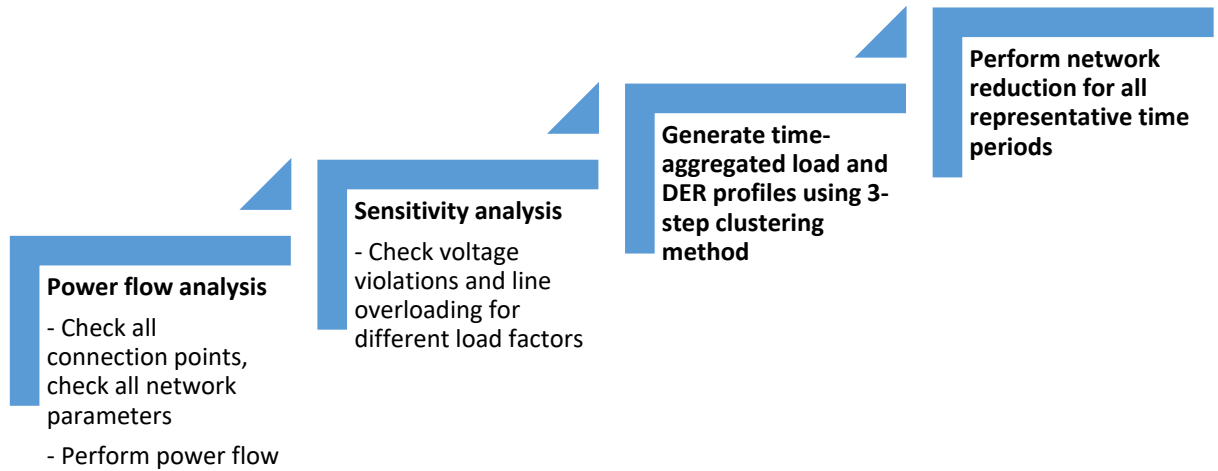 Power flow analysis
- Check all
connection points,
check all network
parameters
- Perform power flow
Sensitivity analysis
- Check voltage
violations and line
overloading for
different load factors
Generate time-
aggregated load and
DER profiles using 3-
step clustering
method
Perform network
reduction for all
representative time
periods